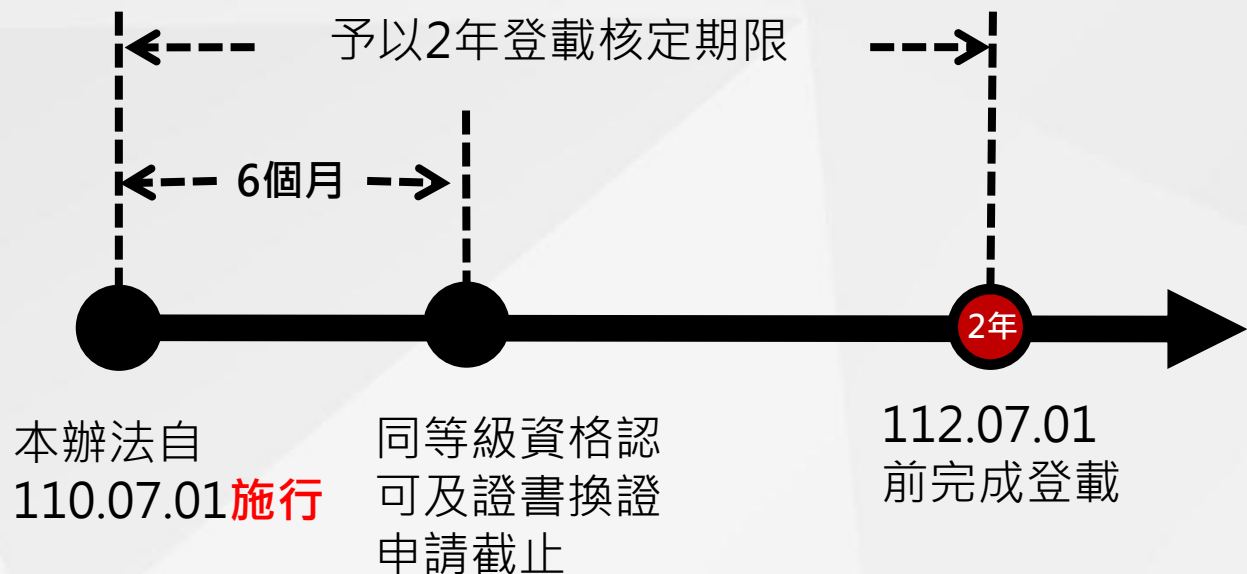 予以2年登載核定期限
6個月
2年
本辦法自
110.07.01施行
同等級資格認
可及證書換證
申請截止
112.07.01
前完成登載